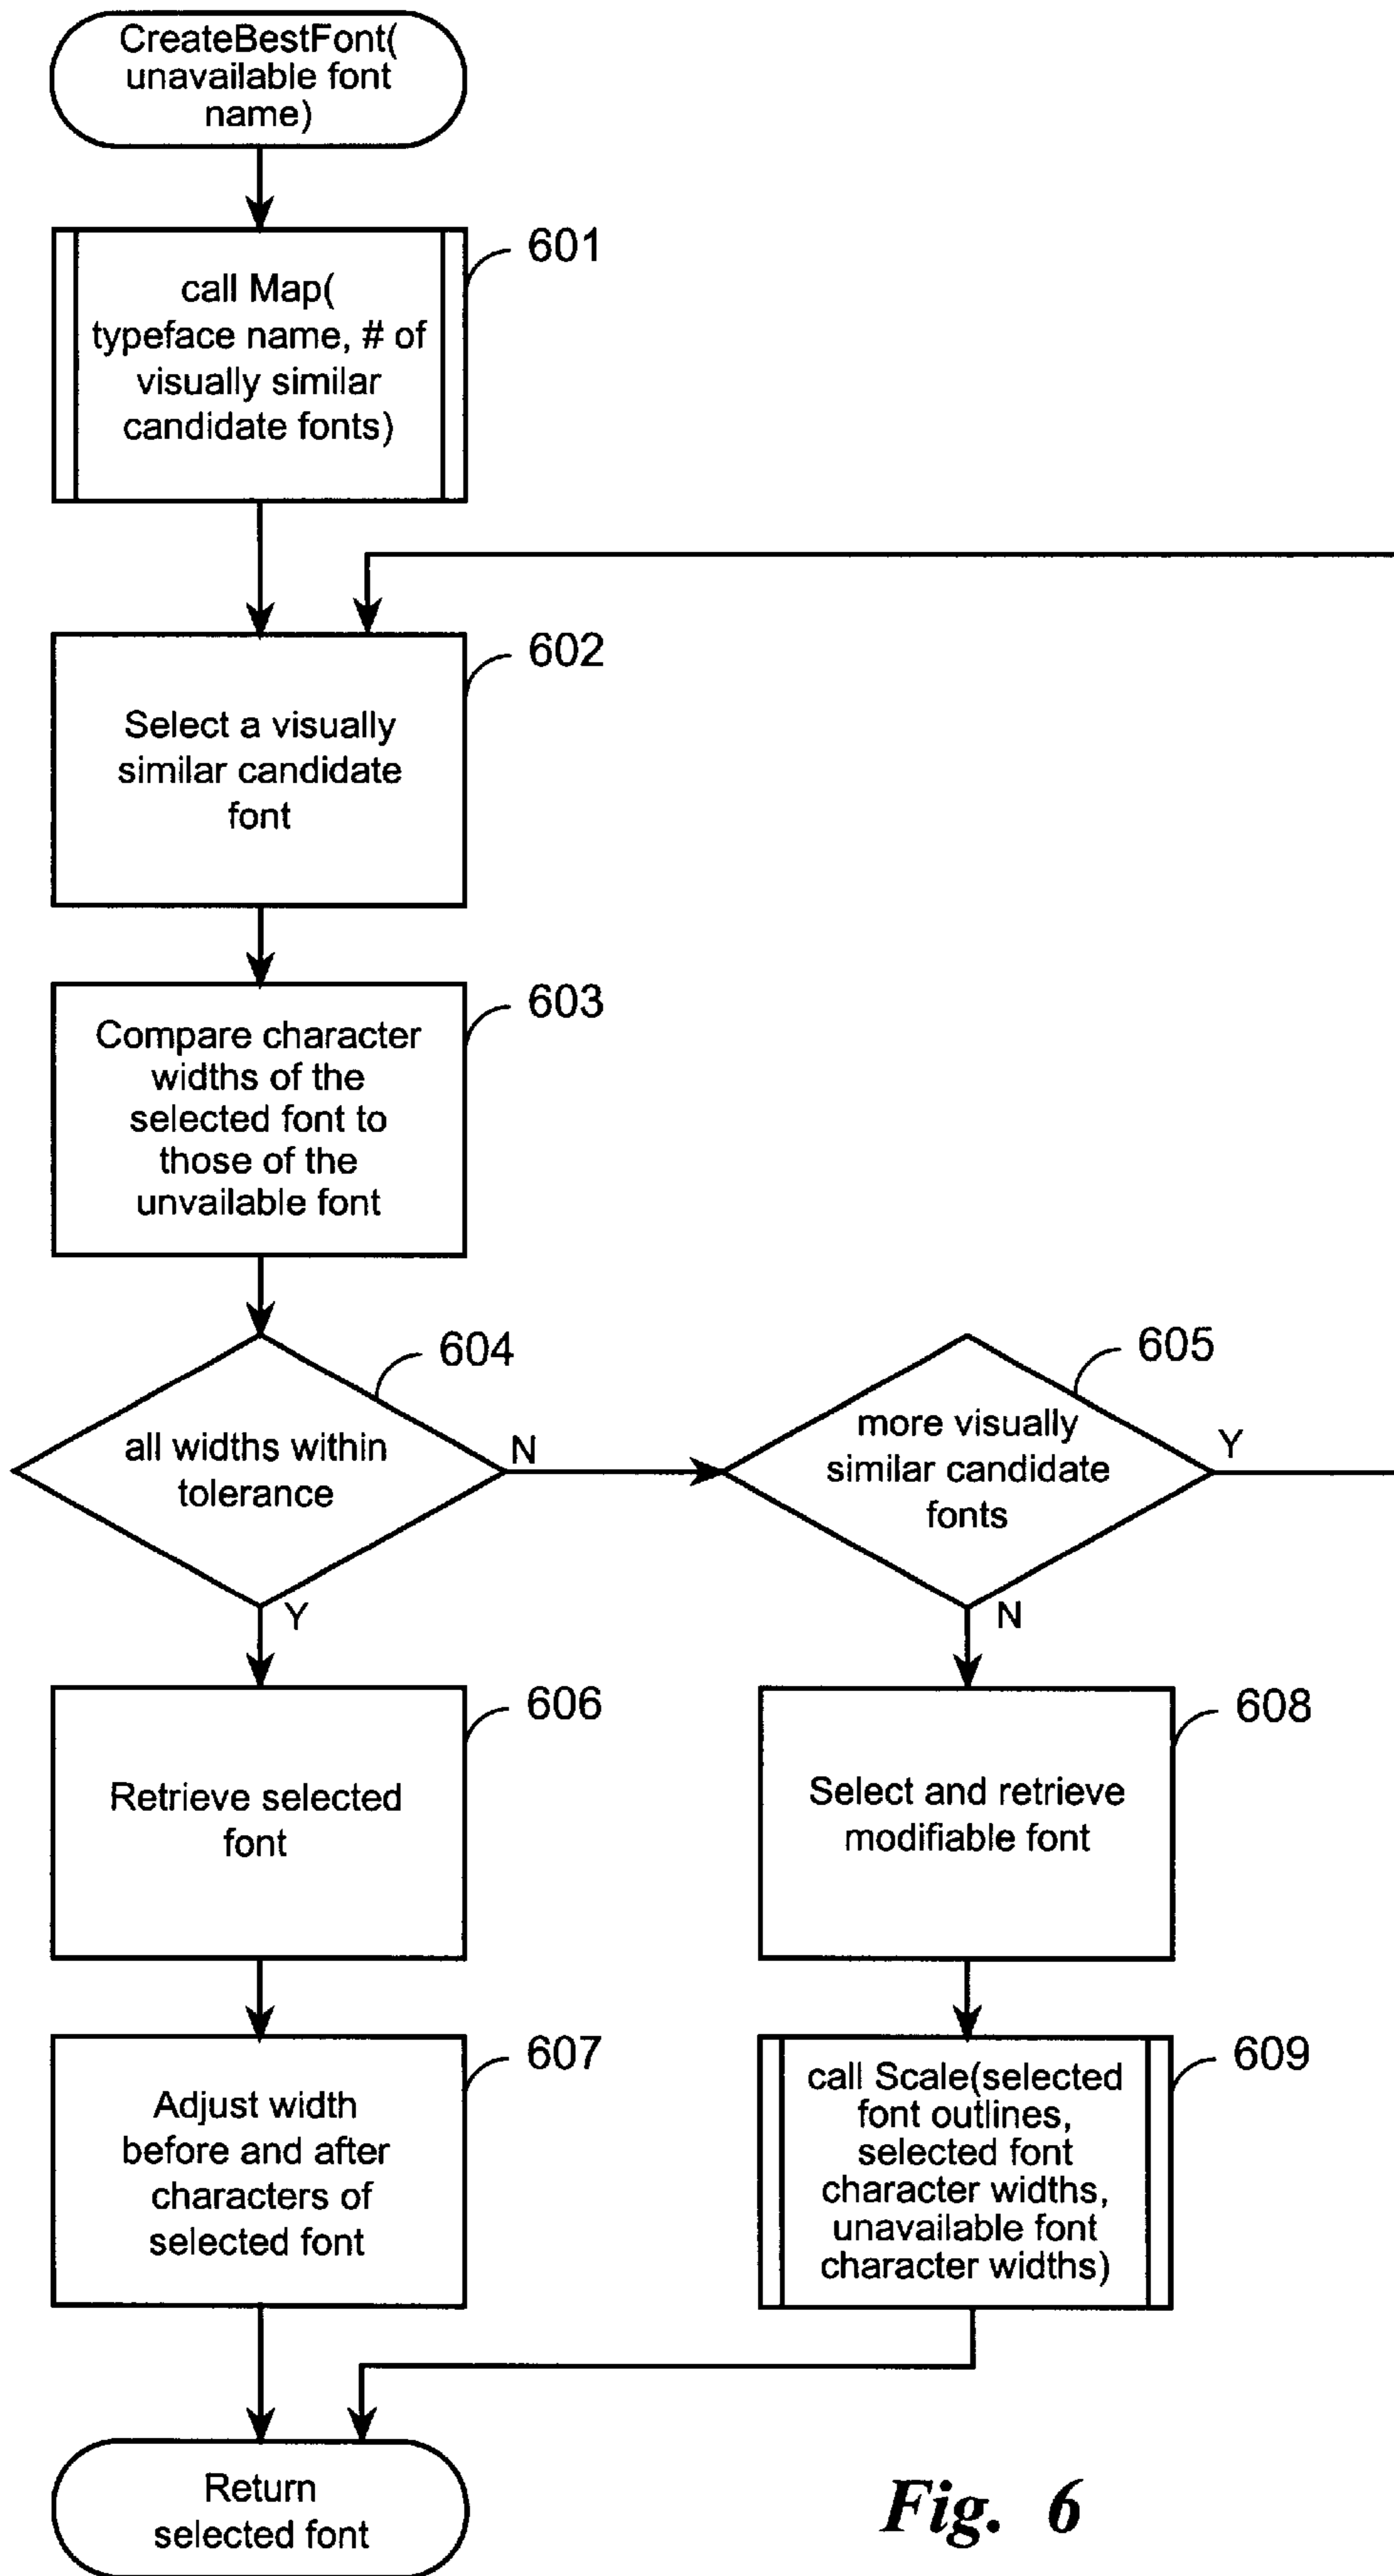 CreateBestFont(
unavailable font
name)
601
call Map(
typeface name, # of
visually similar
candidate fonts)
602
Select a visually
similar candidate
font
603
Compare character
widths of the
selected font to
those of the
unvailable font
604
all widths within
tolerance
N
Y
605
more visually
similar candidate
fonts
Y
N
606
Retrieve selected
font
608
Select and retrieve
modifiable font
607
Adjust width
before and after
characters of
selected font
609
call Scale(selected
font outlines,
selected font
character widths,
unavailable font
character widths)
Return
selected font
Fig. 6